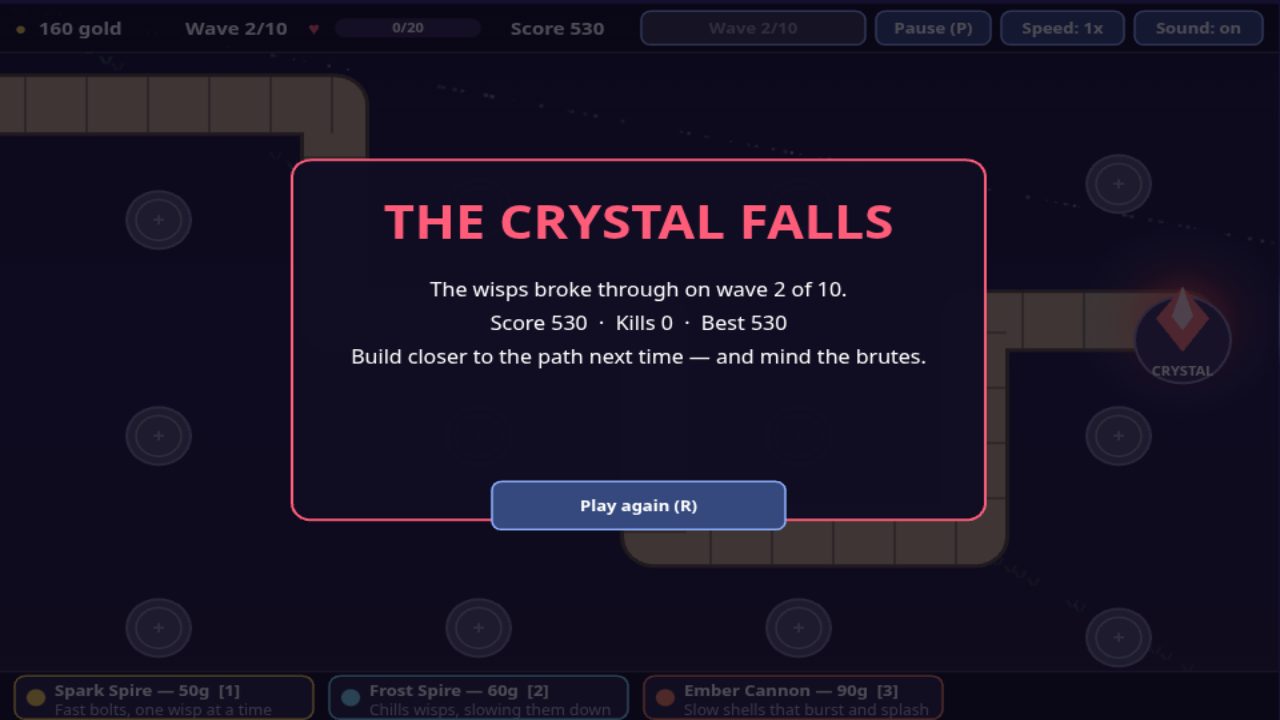 160 gold
Wave 2/10
♥
0/20
Score 530
Wave 2/10
Pause (P)
Speed: 1x
Sound: on
THE CRYSTAL FALLS
The wisps broke through on wave 2 of 10.
Score 530 · Kills 0 · Best 530
Build closer to the path next time — and mind the brutes.
CRYSTAL
Play again (R)
Spark Spire — 50g [1]
Fast bolts, one wisp at a time
Frost Spire — 60g [2]
Chills wisps, slowing them down
Ember Cannon — 90g [3]
Slow shells that burst and splash